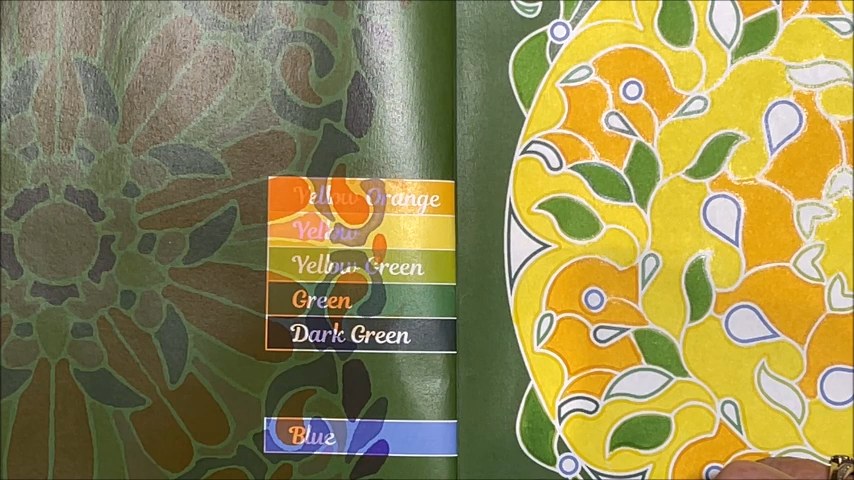 Yellow Orange
Yellow
Yellow Green
Green
Dark Green
Blue